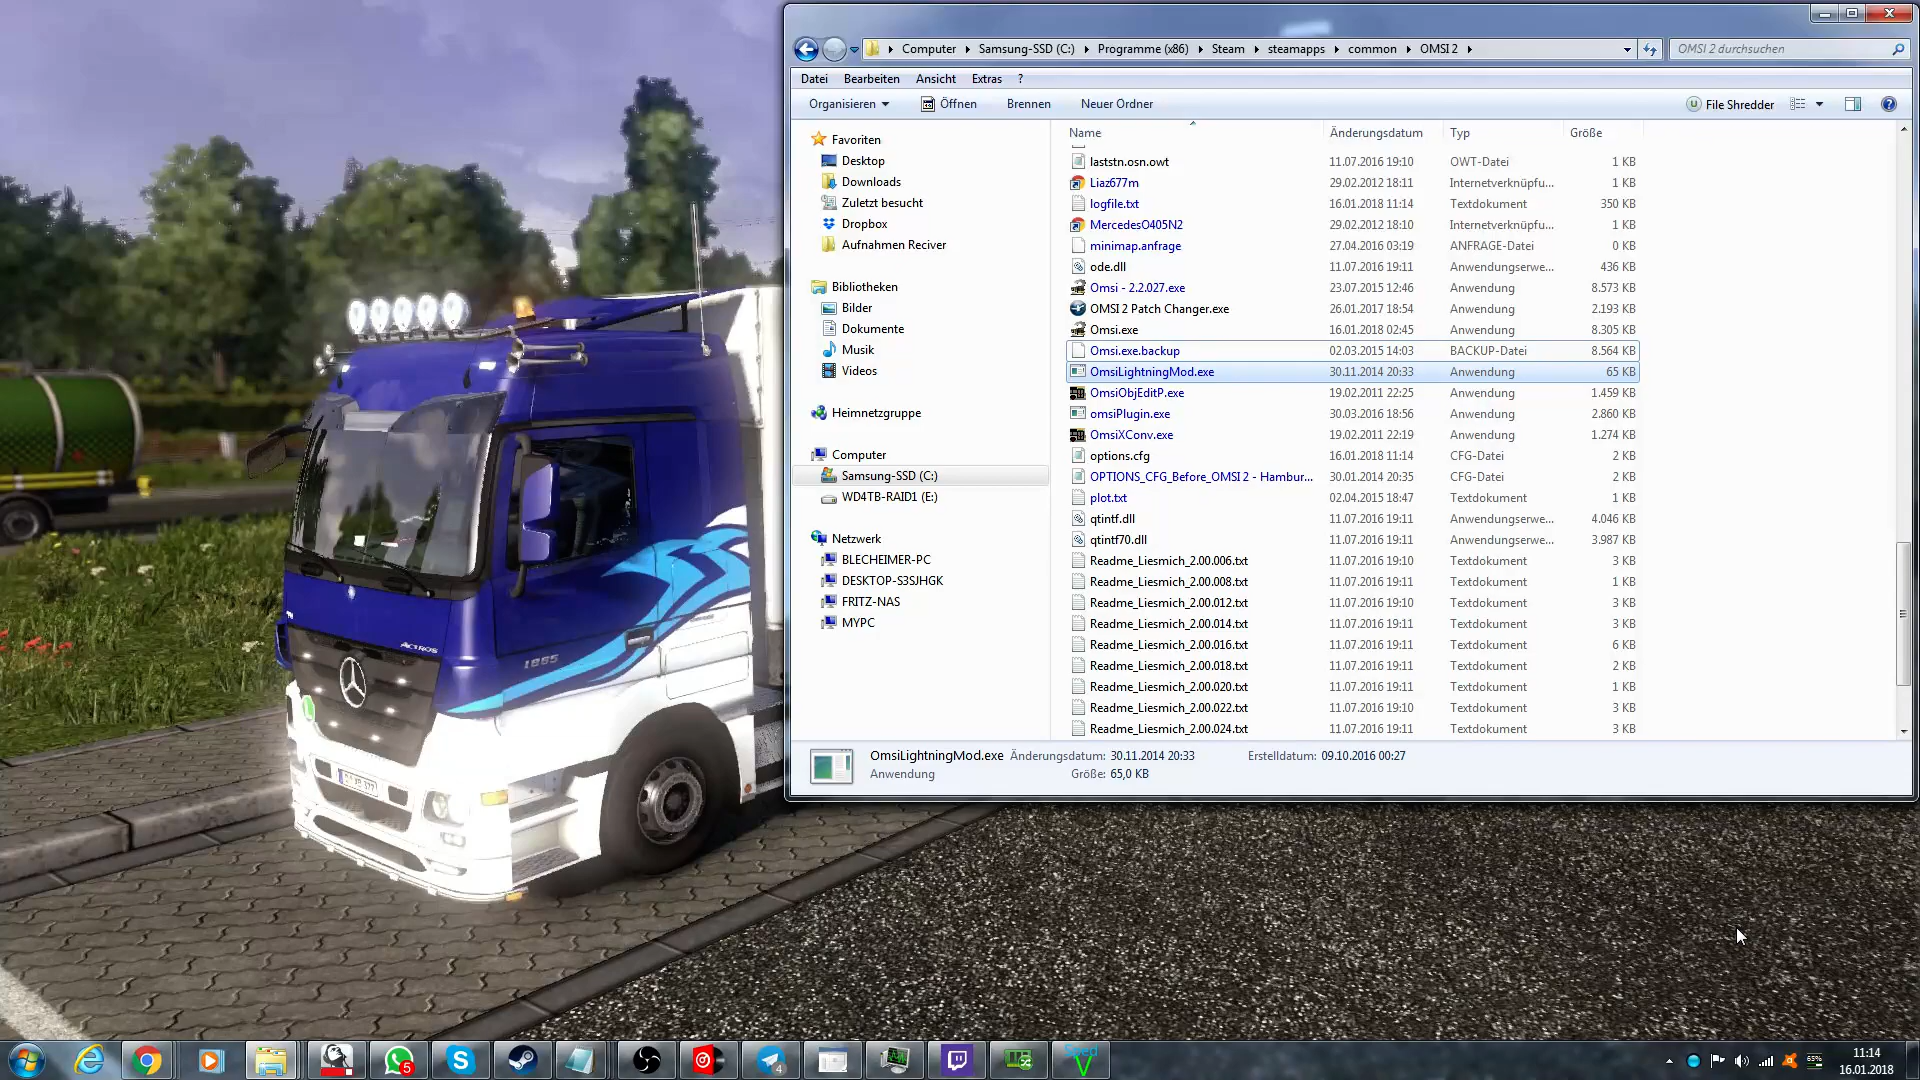 Computer Samsung-SSD (C:) Programme (x86) Steam steamapps common OMSI 2
OMSI 2 durchsuchen
Datei Bearbeiten Ansicht Extras ?
Organisieren Öffnen Brennen Neuer Ordner File Shredder
Favoriten
Desktop
Downloads
Zuletzt besucht
Dropbox
Aufnahmen Reciver
Bibliotheken
Bilder
Dokumente
Musik
Videos
Heimnetzgruppe
Computer
Samsung-SSD (C:)
WD4TB-RAID1 (E:)
Netzwerk
BLECHEIMER-PC
DESKTOP-S3SJHGK
FRITZ-NAS
MYPC
Name Änderungsdatum Typ Größe
laststn.osn.owt 11.07.2016 19:10 OWT-Datei 1 KB
Liaz677m 29.02.2012 18:11 Internetverknüpfu... 1 KB
logfile.txt 16.01.2018 11:14 Textdokument 350 KB
MercedesO405N2 29.02.2012 18:10 Internetverknüpfu... 1 KB
minimap.anfrage 27.04.2016 03:19 ANFRAGE-Datei 0 KB
ode.dll 11.07.2016 19:11 Anwendungserwe... 436 KB
Omsi - 2.2.027.exe 23.07.2015 12:46 Anwendung 8.573 KB
OMSI 2 Patch Changer.exe 26.01.2017 18:54 Anwendung 2.193 KB
Omsi.exe 16.01.2018 02:45 Anwendung 8.305 KB
Omsi.exe.backup 02.03.2015 14:03 BACKUP-Datei 8.564 KB
OmsiLightningMod.exe 30.11.2014 20:33 Anwendung 65 KB
OmsiObjEditP.exe 19.02.2011 22:25 Anwendung 1.459 KB
omsiPlugin.exe 30.03.2016 18:56 Anwendung 2.860 KB
OmsiXConv.exe 19.02.2011 22:19 Anwendung 1.274 KB
options.cfg 16.01.2018 11:14 CFG-Datei 2 KB
OPTIONS_CFG_Before_OMSI 2 - Hambur... 30.01.2014 20:35 CFG-Datei 2 KB
plot.txt 02.04.2015 18:47 Textdokument 1 KB
qtintf.dll 11.07.2016 19:11 Anwendungserwe... 4.046 KB
qtintf70.dll 11.07.2016 19:11 Anwendungserwe... 3.987 KB
Readme_Liesmich_2.00.006.txt 11.07.2016 19:10 Textdokument 3 KB
Readme_Liesmich_2.00.008.txt 11.07.2016 19:11 Textdokument 1 KB
Readme_Liesmich_2.00.012.txt 11.07.2016 19:10 Textdokument 3 KB
Readme_Liesmich_2.00.014.txt 11.07.2016 19:11 Textdokument 3 KB
Readme_Liesmich_2.00.016.txt 11.07.2016 19:11 Textdokument 6 KB
Readme_Liesmich_2.00.018.txt 11.07.2016 19:11 Textdokument 2 KB
Readme_Liesmich_2.00.020.txt 11.07.2016 19:11 Textdokument 1 KB
Readme_Liesmich_2.00.022.txt 11.07.2016 19:10 Textdokument 3 KB
Readme_Liesmich_2.00.024.txt 11.07.2016 19:11 Textdokument 3 KB
OmsiLightningMod.exe Änderungsdatum: 30.11.2014 20:33 Erstelldatum: 09.10.2016 00:27
Anwendung Größe: 65,0 KB
ACTROS
5
4
65%
11:14
16.01.2018